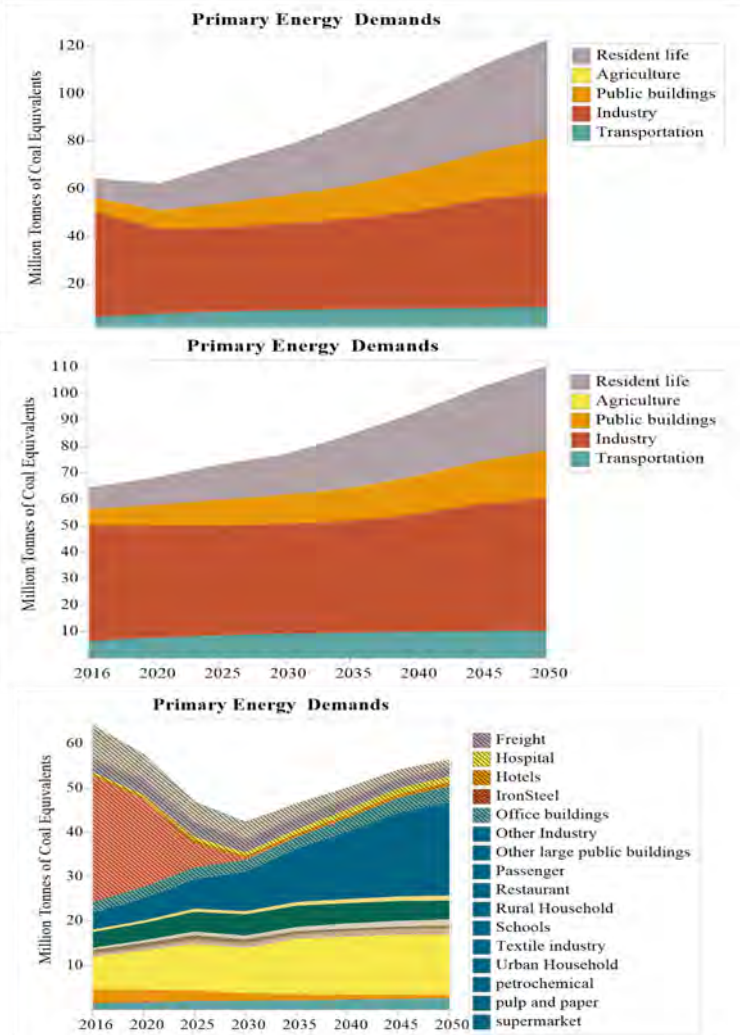 Primary Energy Demands
Million Tonnes of Coal Equivalents
120
100
80
60
40
20
Resident life
Agriculture
Public buildings
Industry
Transportation
Primary Energy Demands
Million Tonnes of Coal Equivalents
110
100
90
80
70
60
50
40
30
20
10
2016 2020 2025 2030 2035 2040 2045 2050
Resident life
Agriculture
Public buildings
Industry
Transportation
Primary Energy Demands
Million Tonnes of Coal Equivalents
60
50
40
30
20
10
2016 2020 2025 2030 2035 2040 2045 2050
Freight
Hospital
Hotels
IronSteel
Office buildings
Other Industry
Other large public buildings
Passenger
Restaurant
Rural Household
Schools
Textile industry
Urban Household
petrochemical
pulp and paper
supermarket